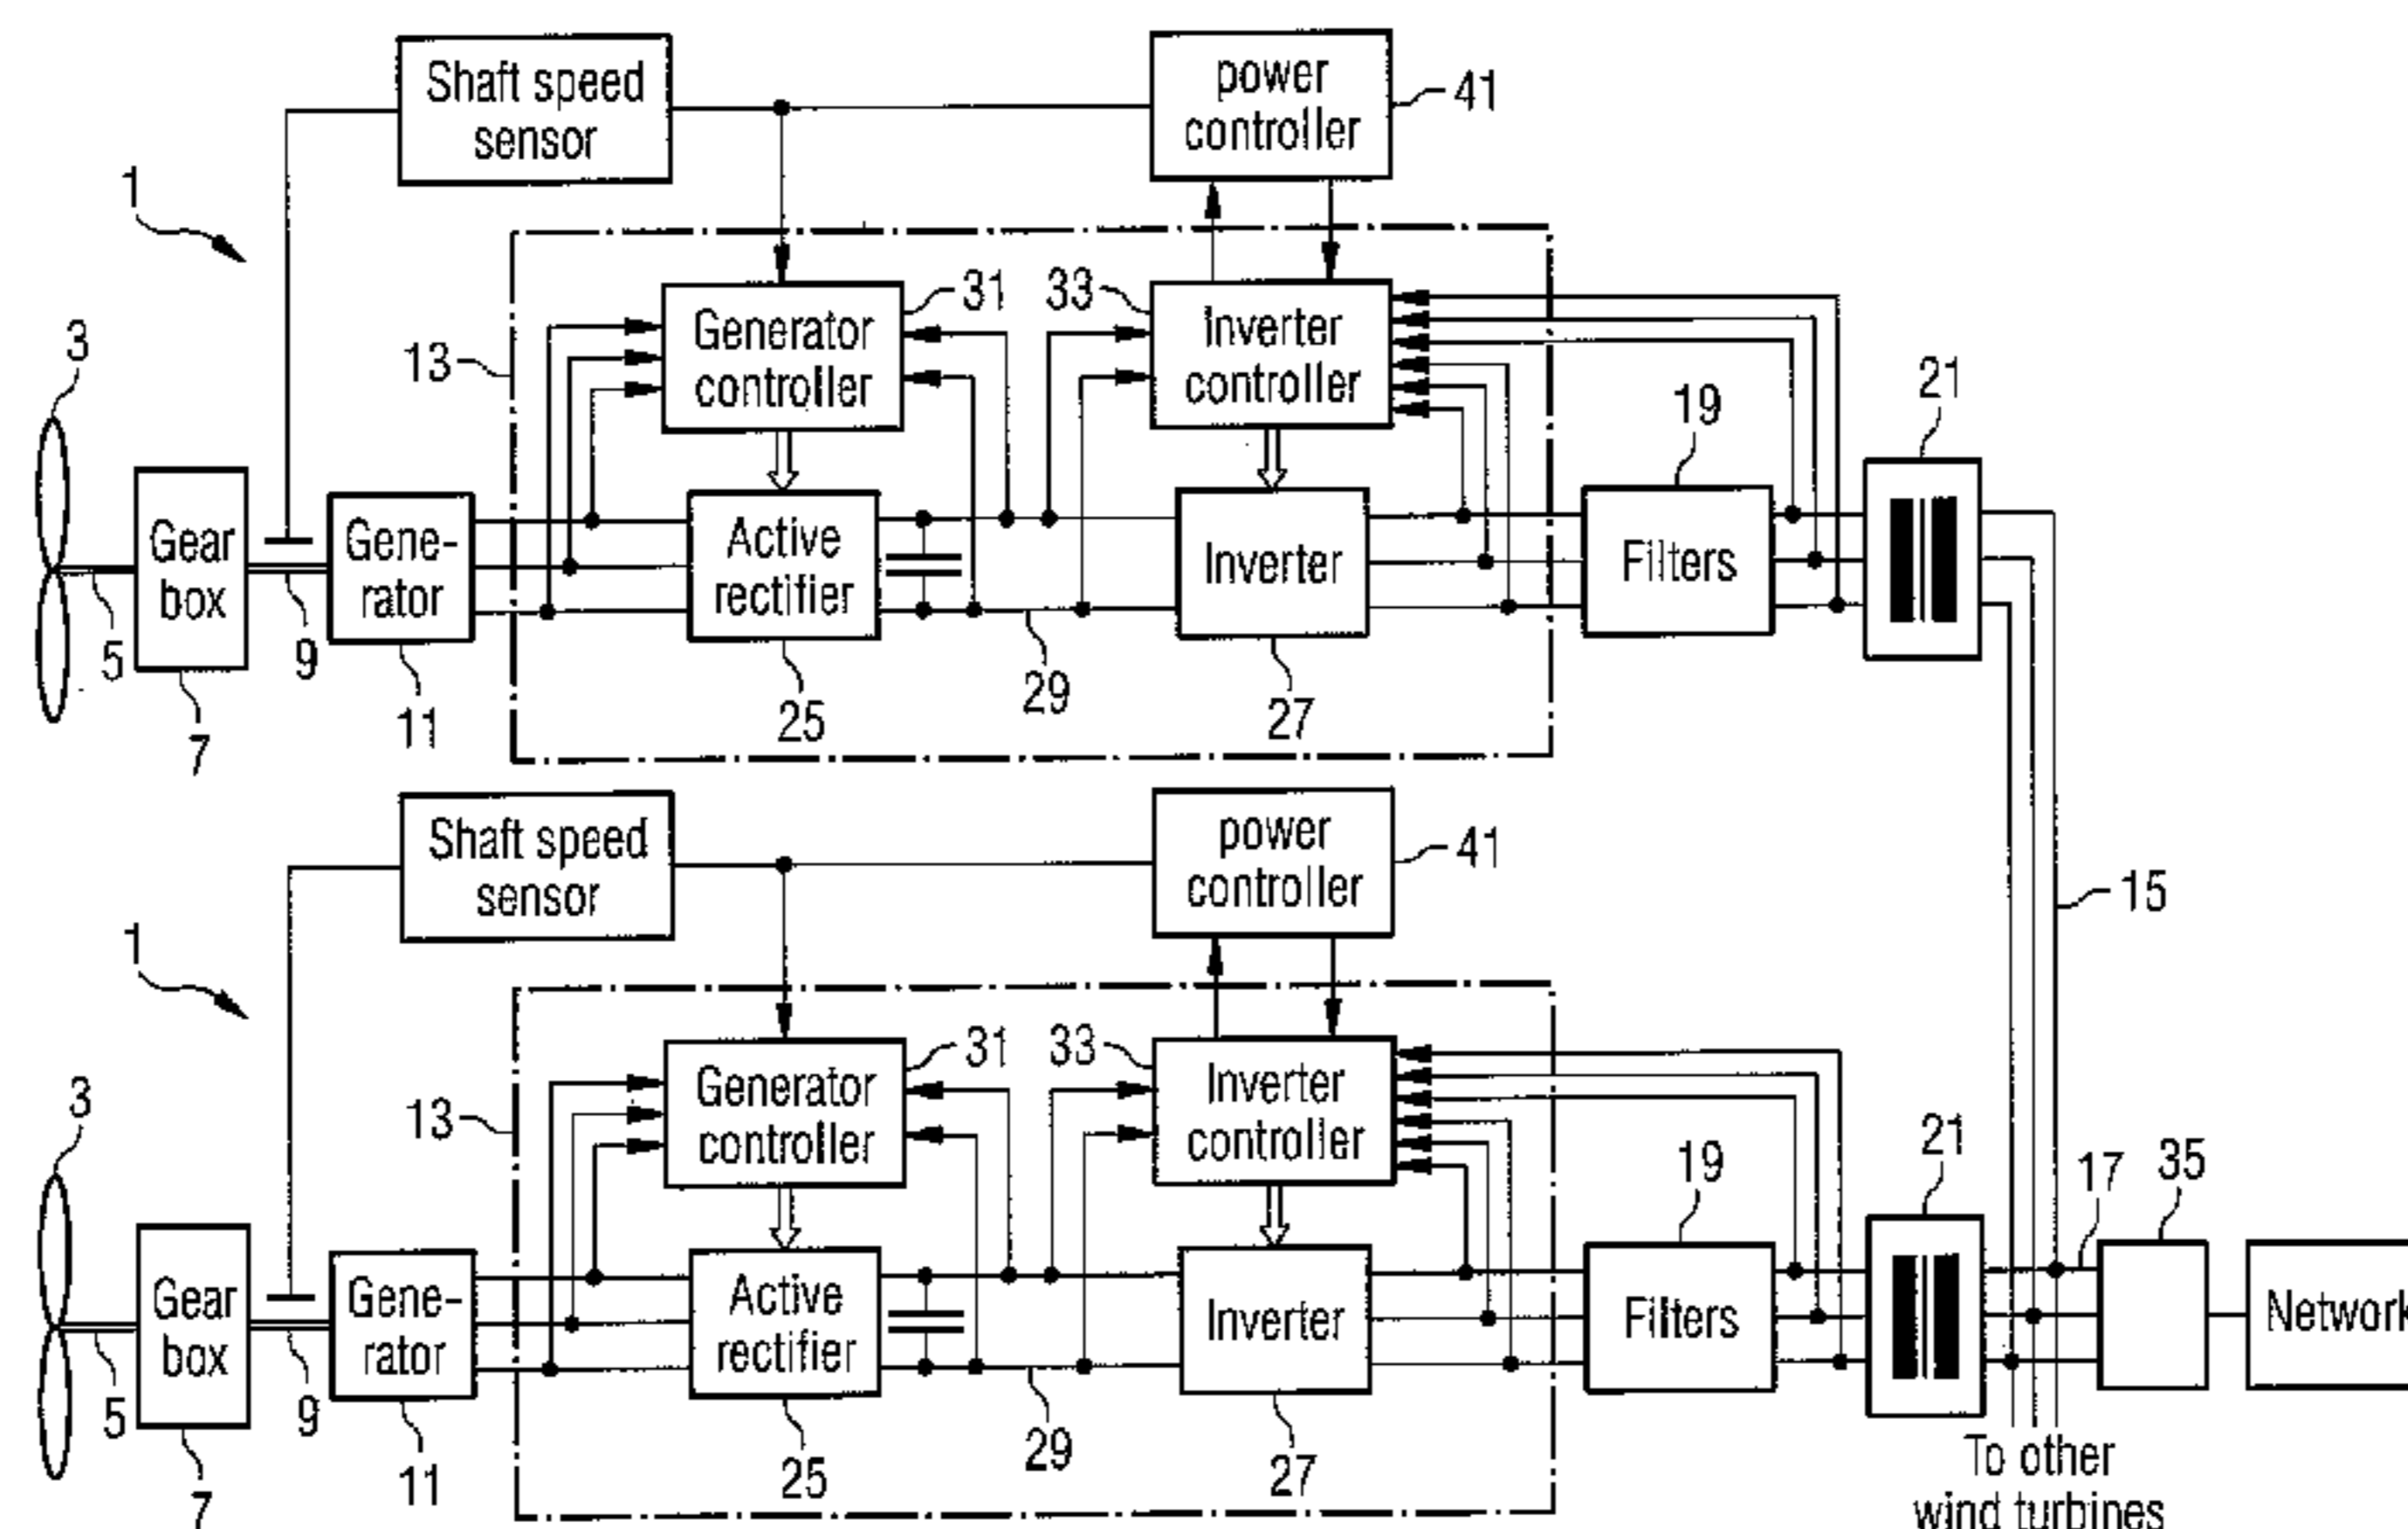 Shaft speed
sensor
power
controller
41
1
31
33
Generator
controller
Inverter
controller
3
13
19
21
Gear
box
Gene-
rator
Active
rectifier
Inverter
Filters
5
9
7
11
25
29
27
Shaft speed
sensor
power
controller
41
15
1
31
33
Generator
controller
Inverter
controller
3
13
19
21
17
35
Gear
box
Gene-
rator
Active
rectifier
Inverter
Filters
Network
5
9
7
11
25
29
27
To other
wind turbines